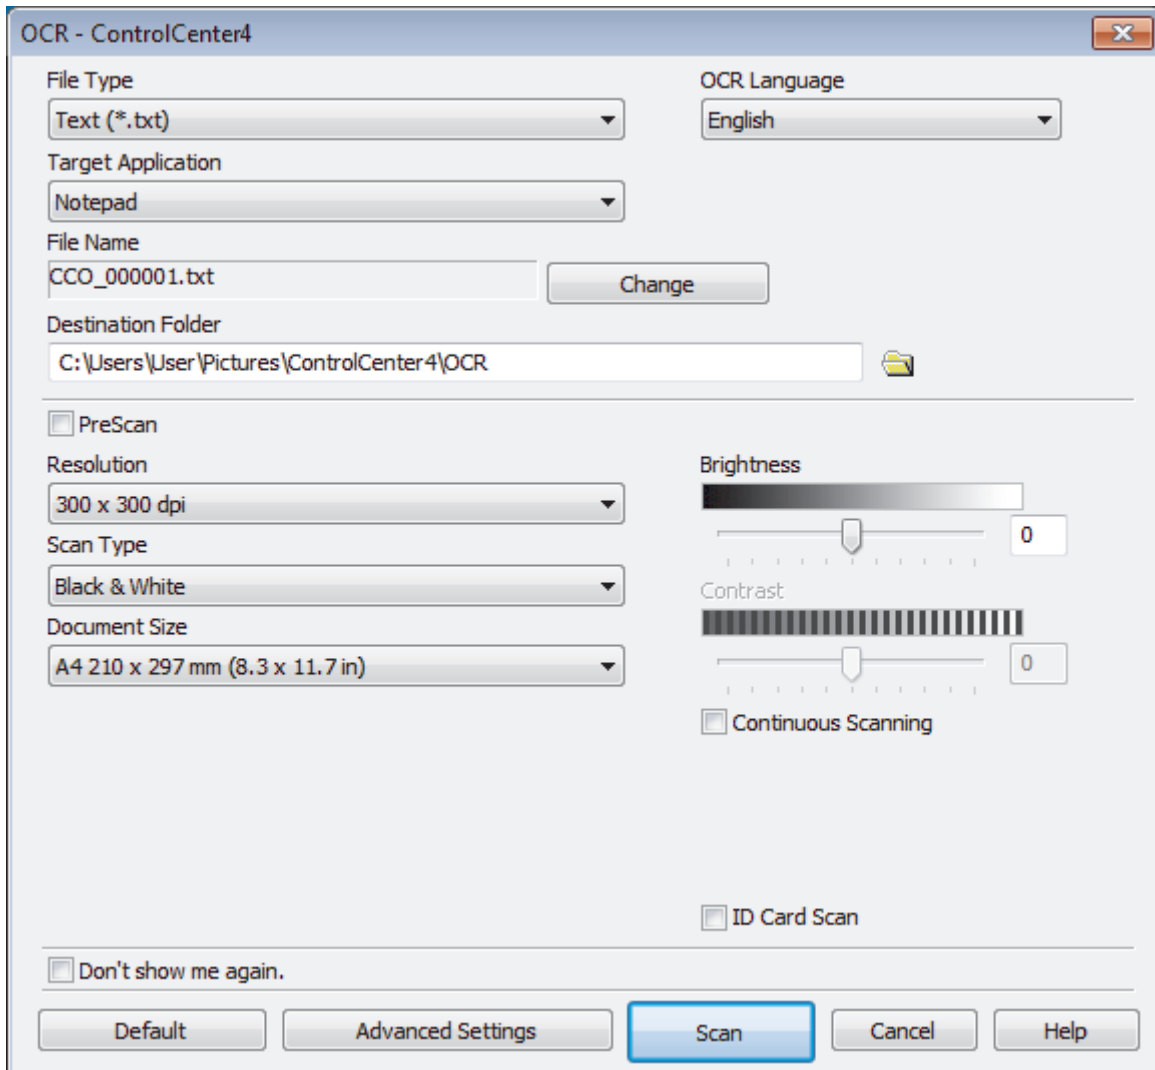 OCR - ControlCenter4
File Type
OCR Language
Text (*.txt)
English
Target Application
Notepad
File Name
CCO_000001.txt
Change
Destination Folder
C:\Users\User\Pictures\ControlCenter4\OCR
PreScan
Resolution
Brightness
300 x 300 dpi
0
Scan Type
Black & White
Contrast
Document Size
A4 210 x 297 mm (8.3 x 11.7 in)
0
Continuous Scanning
ID Card Scan
Don't show me again.
Default
Advanced Settings
Scan
Cancel
Help